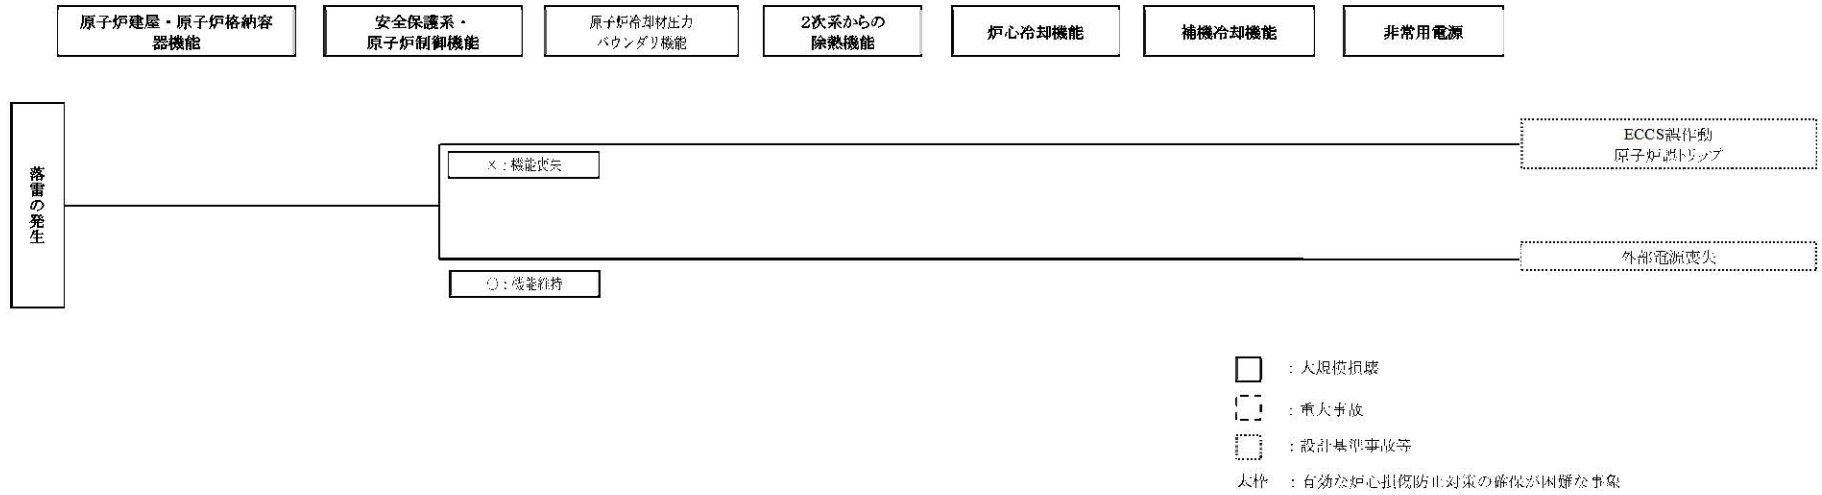 原子炉建屋・原子炉格納容
器機能
安全保護系・
原子炉制御機能
原子炉冷却材圧力
バウンダリ機能
2次系からの
除熱機能
炉心冷却機能
補機冷却機能
非常用電源
落雷の発生
×：機能喪失
○：機能維持
ECCS誤作動
原子炉誤トリップ
外部電源喪失
：大規模損壊
：重大事故
：設計基準事故等
太枠 ：有効な炉心損傷防止対策の確保が困難な事象